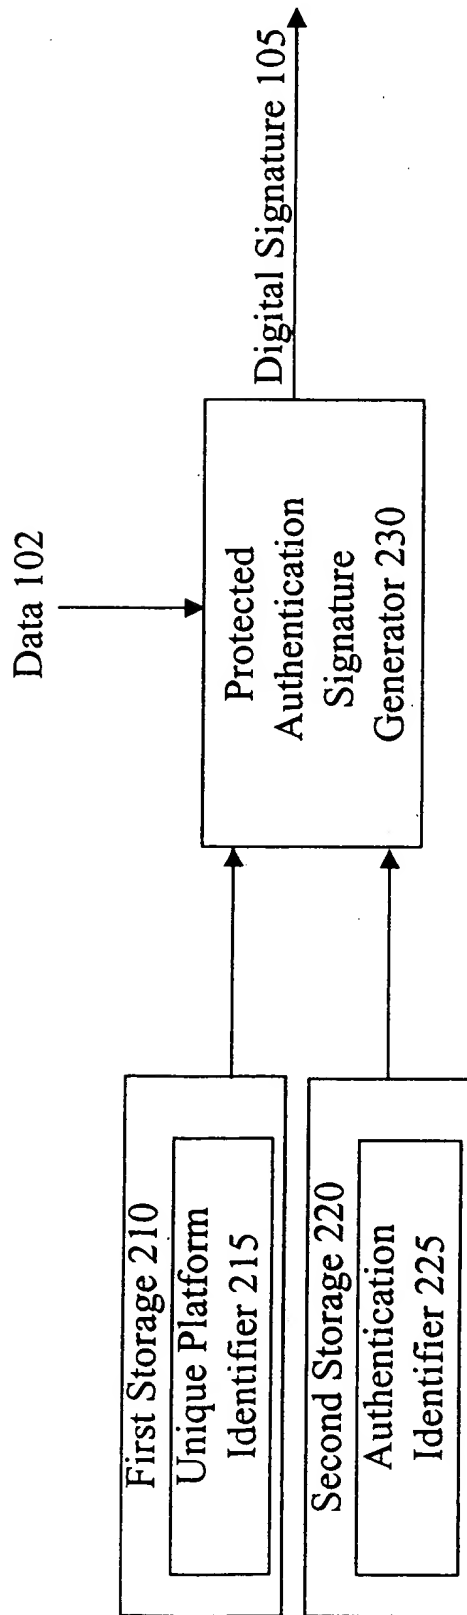 First Storage 210
Unique Platform
Identifier 215
Second Storage 220
Authentication
Identifier 225
Data 102
Protected
Authentication
Signature
Generator 230
Digital Signature 105